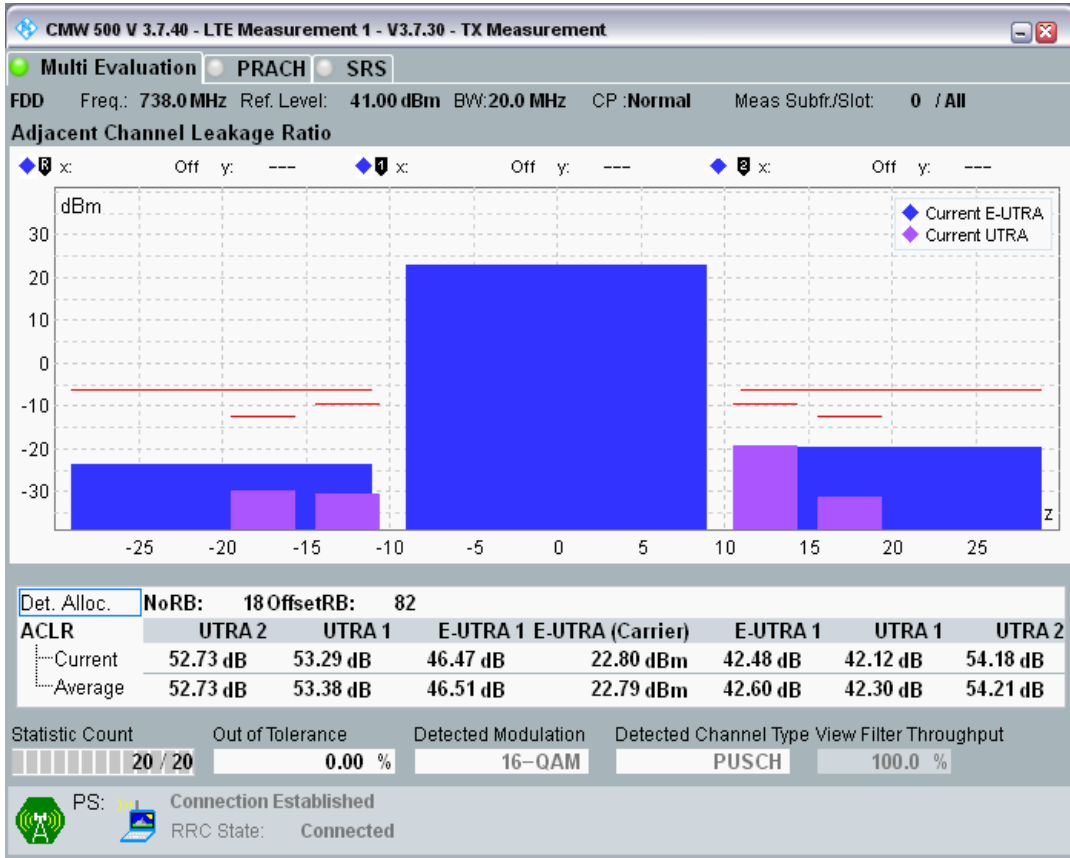 CMW 500 V 3.7.40 - LTE Measurement 1 - V3.7.30 - TX Measurement
Multi Evaluation PRACH SRS
FDD Freq.: 738.0 MHz Ref. Level: 41.00 dBm BW: 20.0 MHz CP :Normal Meas Subfr./Slot: 0 / All
Adjacent Channel Leakage Ratio
R x: Off y: --- 1 x: Off y: --- 2 x: Off y: ---
dBm
Current E-UTRA
Current UTRA
30
20
10
0
-10
-20
-30
z
-25 -20 -15 -10 -5 0 5 10 15 20 25
Det. Alloc. NoRB: 18 OffsetRB: 82
ACLR UTRA 2 UTRA 1 E-UTRA 1 E-UTRA (Carrier) E-UTRA 1 UTRA 1 UTRA 2
Current 52.73 dB 53.29 dB 46.47 dB 22.80 dBm 42.48 dB 42.12 dB 54.18 dB
Average 52.73 dB 53.38 dB 46.51 dB 22.79 dBm 42.60 dB 42.30 dB 54.21 dB
Statistic Count Out of Tolerance Detected Modulation Detected Channel Type View Filter Throughput
20 / 20 0.00 % 16-QAM PUSCH 100.0 %
PS: Connection Established
RRC State: Connected